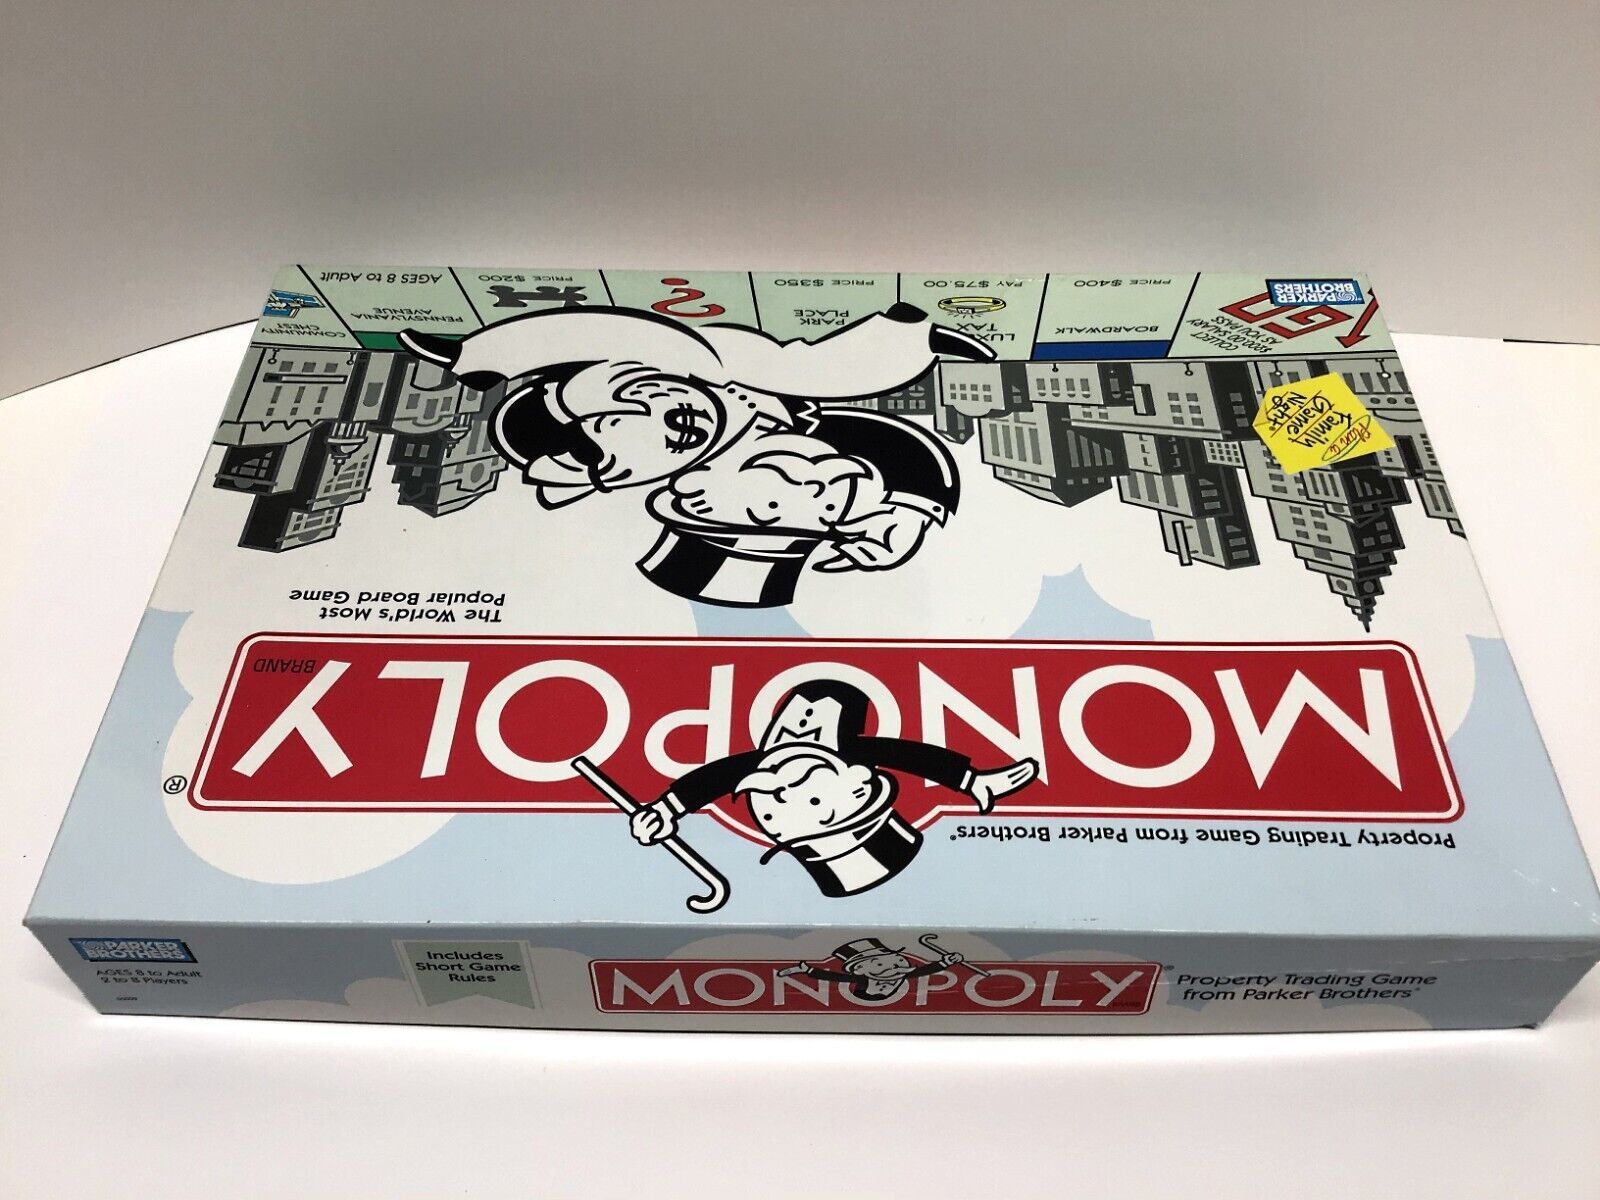 Property Trading Game from Parker Brothers®
MONOPOLY
BRAND
®
The World's Most
Popular Board Game
Plan a
Family
Game
Night
$
COMMUNITY
CHEST
PENNSYLVANIA
AVENUE
PRICE $200
AGES 8 to Adult
?
PARK
PLACE
PRICE $350
LUXU
TAX
PAY $75.00
BOARDWALK
PRICE $400
COLLECT
$200.00 SALARY
AS YOU PASS
GO
PARKER
BROTHERS
PARKER
BROTHERS
AGES 8 to Adult
2 to 8 Players
Includes
Short Game
Rules
MONOPOLY®
BRAND
Property Trading Game
from Parker Brothers®